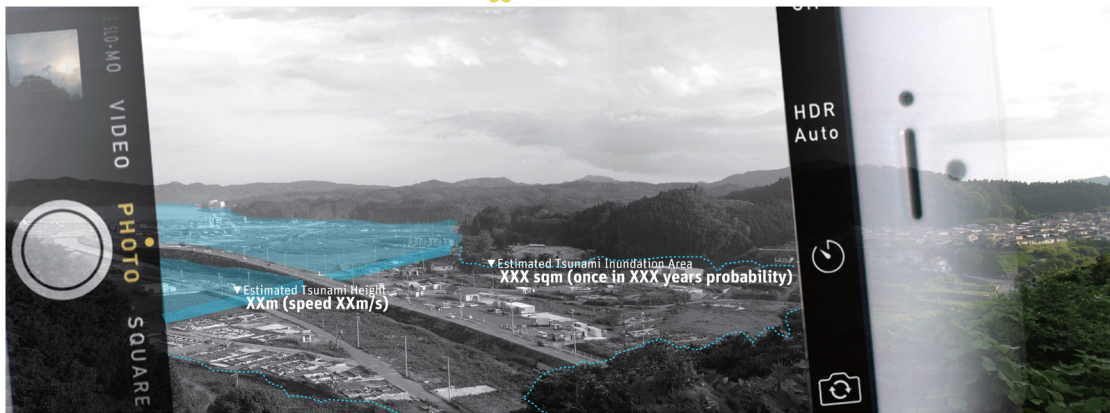 SLO-MO
VIDEO
PHOTO
SQUARE
▼Estimated Tsunami Height
XXm (speed XXm/s)
▼Estimated Tsunami Inondation Area
XXX sqm (once in XXX years probability)
HDR
Auto